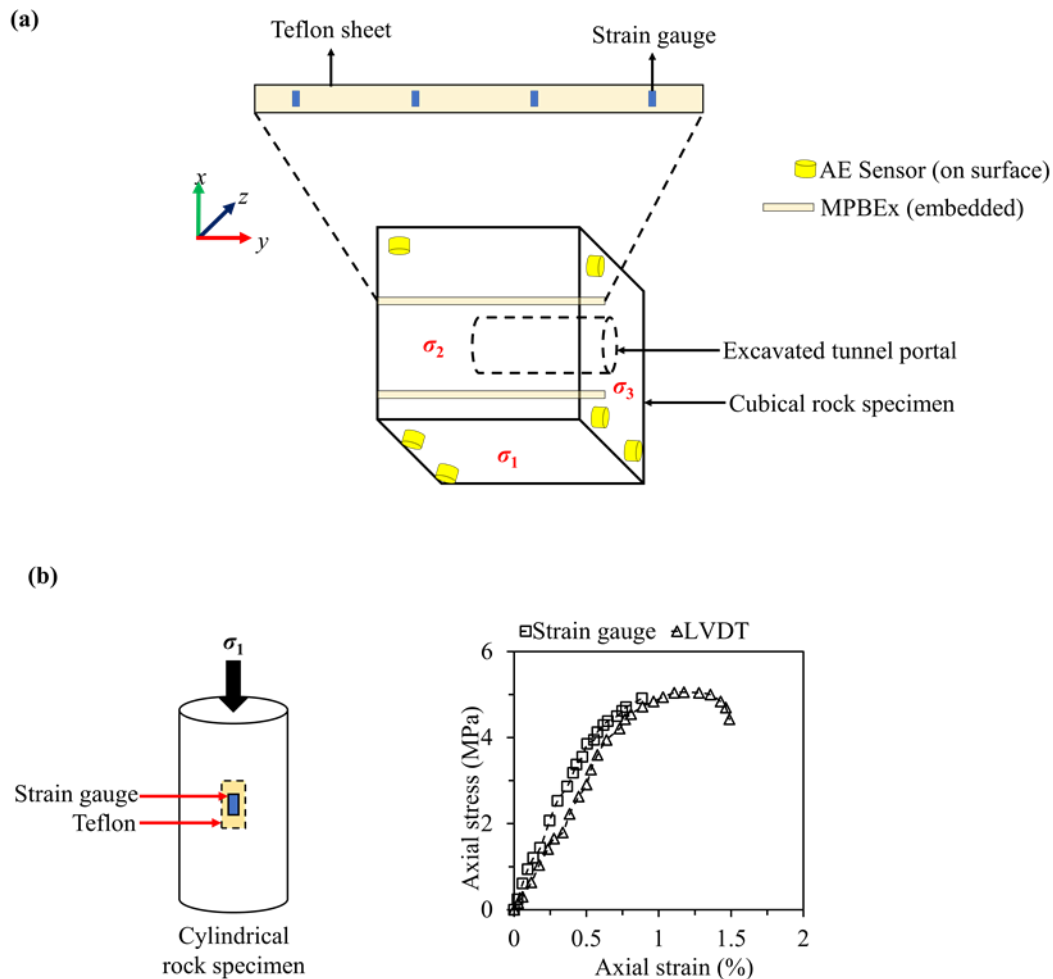 (a)
Teflon sheet
Strain gauge
AE Sensor (on surface)
MPBEx (embedded)
x
z
y
σ2
Excavated tunnel portal
σ3
Cubical rock specimen
σ1
(b)
σ1
Strain gauge
Teflon
Cylindrical
rock specimen
Strain gauge LVDT
6
4
2
0
Axial stress (MPa)
0 0.5 1 1.5 2
Axial strain (%)